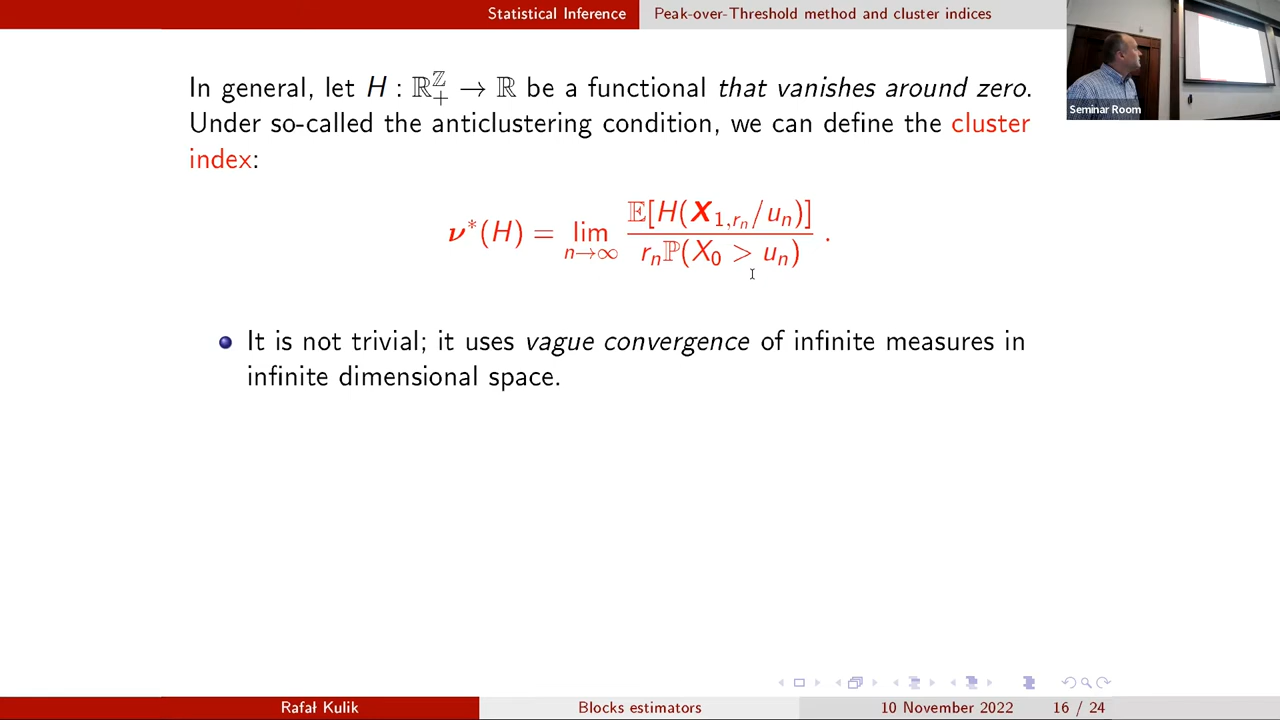 Statistical Inference Peak-over-Threshold method and cluster indices
Seminar Room
In general, let H : ℝ₊^ℤ → ℝ be a functional that vanishes around zero.
Under so-called the anticlustering condition, we can define the cluster
index:
ν*(H) = lim_{n→∞} 𝔼[H(X_{1,r_n}/u_n)] / r_nℙ(X_0 > u_n) .
It is not trivial; it uses vague convergence of infinite measures in
infinite dimensional space.
Rafał Kulik Blocks estimators 10 November 2022 16 / 24